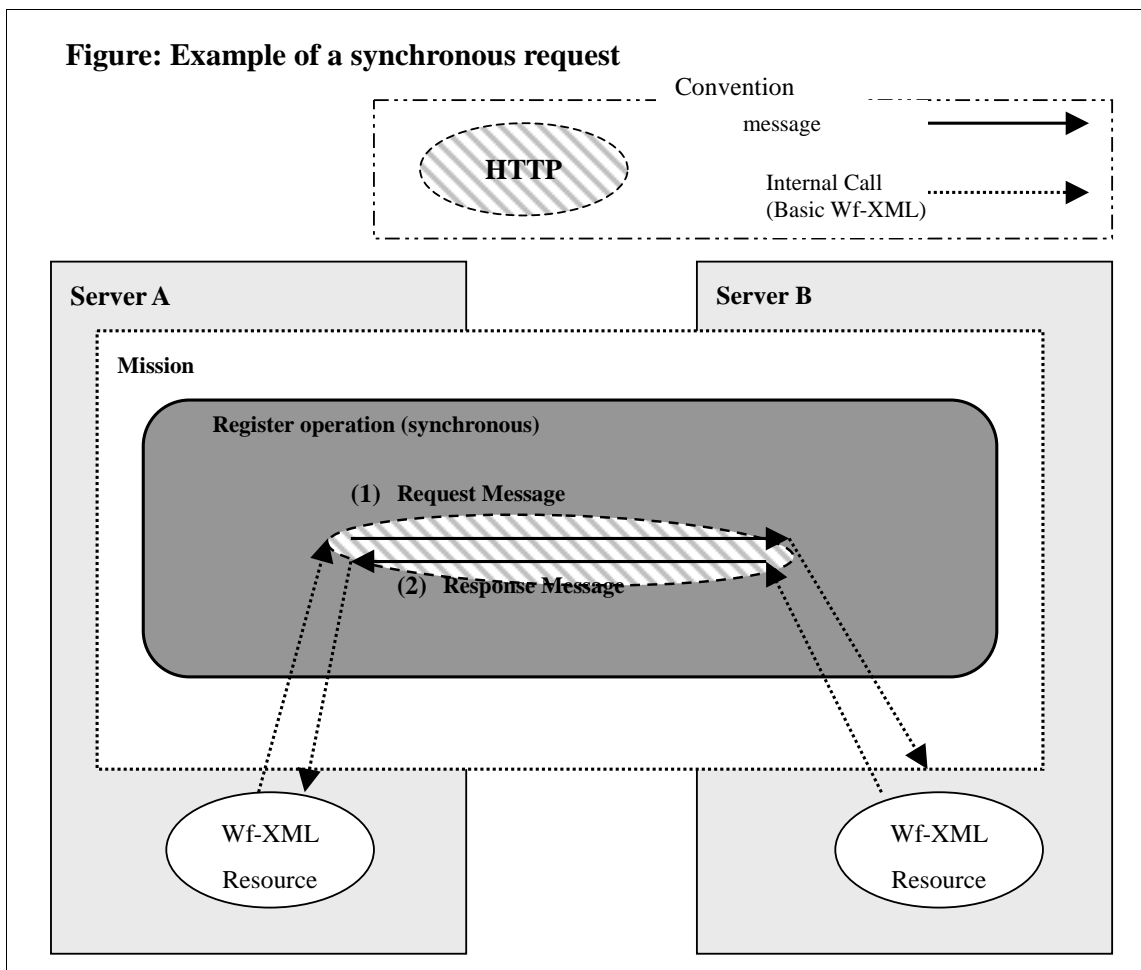 Figure: Example of a synchronous request
Convention
HTTP
message
Internal Call
(Basic Wf-XML)
Server A
Server B
Mission
Register operation (synchronous)
(1) Request Message
(2) Response Message
Wf-XML
Resource
Wf-XML
Resource